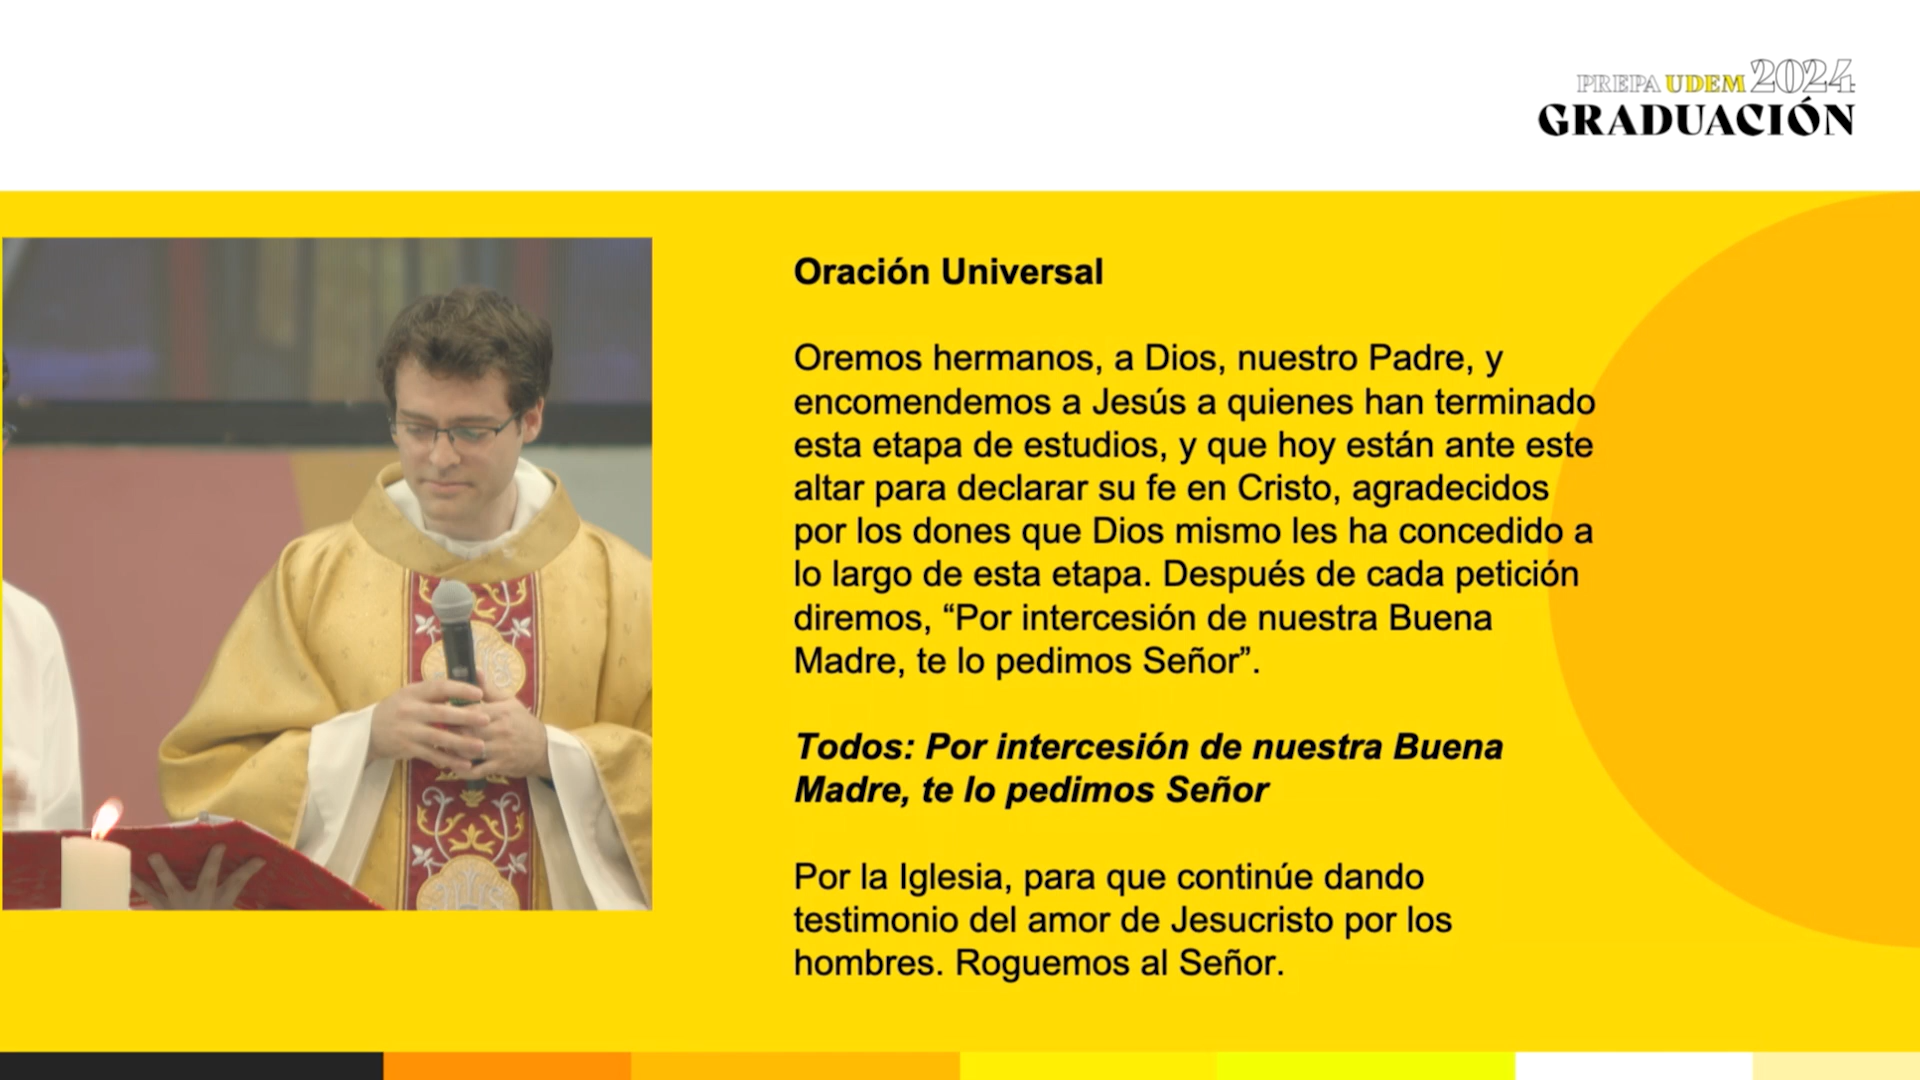 PREPA UDEM 2024
GRADUACIÓN
Oración Universal
Oremos hermanos, a Dios, nuestro Padre, y
encomendemos a Jesús a quienes han terminado
esta etapa de estudios, y que hoy están ante este
altar para declarar su fe en Cristo, agradecidos
por los dones que Dios mismo les ha concedido a
lo largo de esta etapa. Después de cada petición
diremos, “Por intercesión de nuestra Buena
Madre, te lo pedimos Señor”.
Todos: Por intercesión de nuestra Buena
Madre, te lo pedimos Señor
Por la Iglesia, para que continúe dando
testimonio del amor de Jesucristo por los
hombres. Roguemos al Señor.